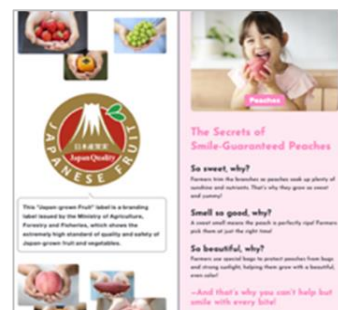 日本産果実
Japan Quality
JAPANESE FRUIT
This "Japan-grown Fruit" label is a branding
label issued by the Ministry of Agriculture,
Forestry and Fisheries, which shows the
extremely high standard of quality and safety of
Japan-grown fruit and vegetables.
Peaches
The Secrets of
Smile-Guaranteed Peaches
So sweet, why?
Farmers trim the branches so peaches soak up plenty of
sunshine and nutrients. That's why they grow so sweet
and yummy!
Smell so good, why?
A sweet smell means the peach is perfectly ripe! Farmers
pick them at just the right time!
So beautiful, why?
Farmers use special bags to protect peaches from bugs
and strong sunlight, helping them grow with a beautiful,
even color!
—And that's why you can't help but
smile with every bite!